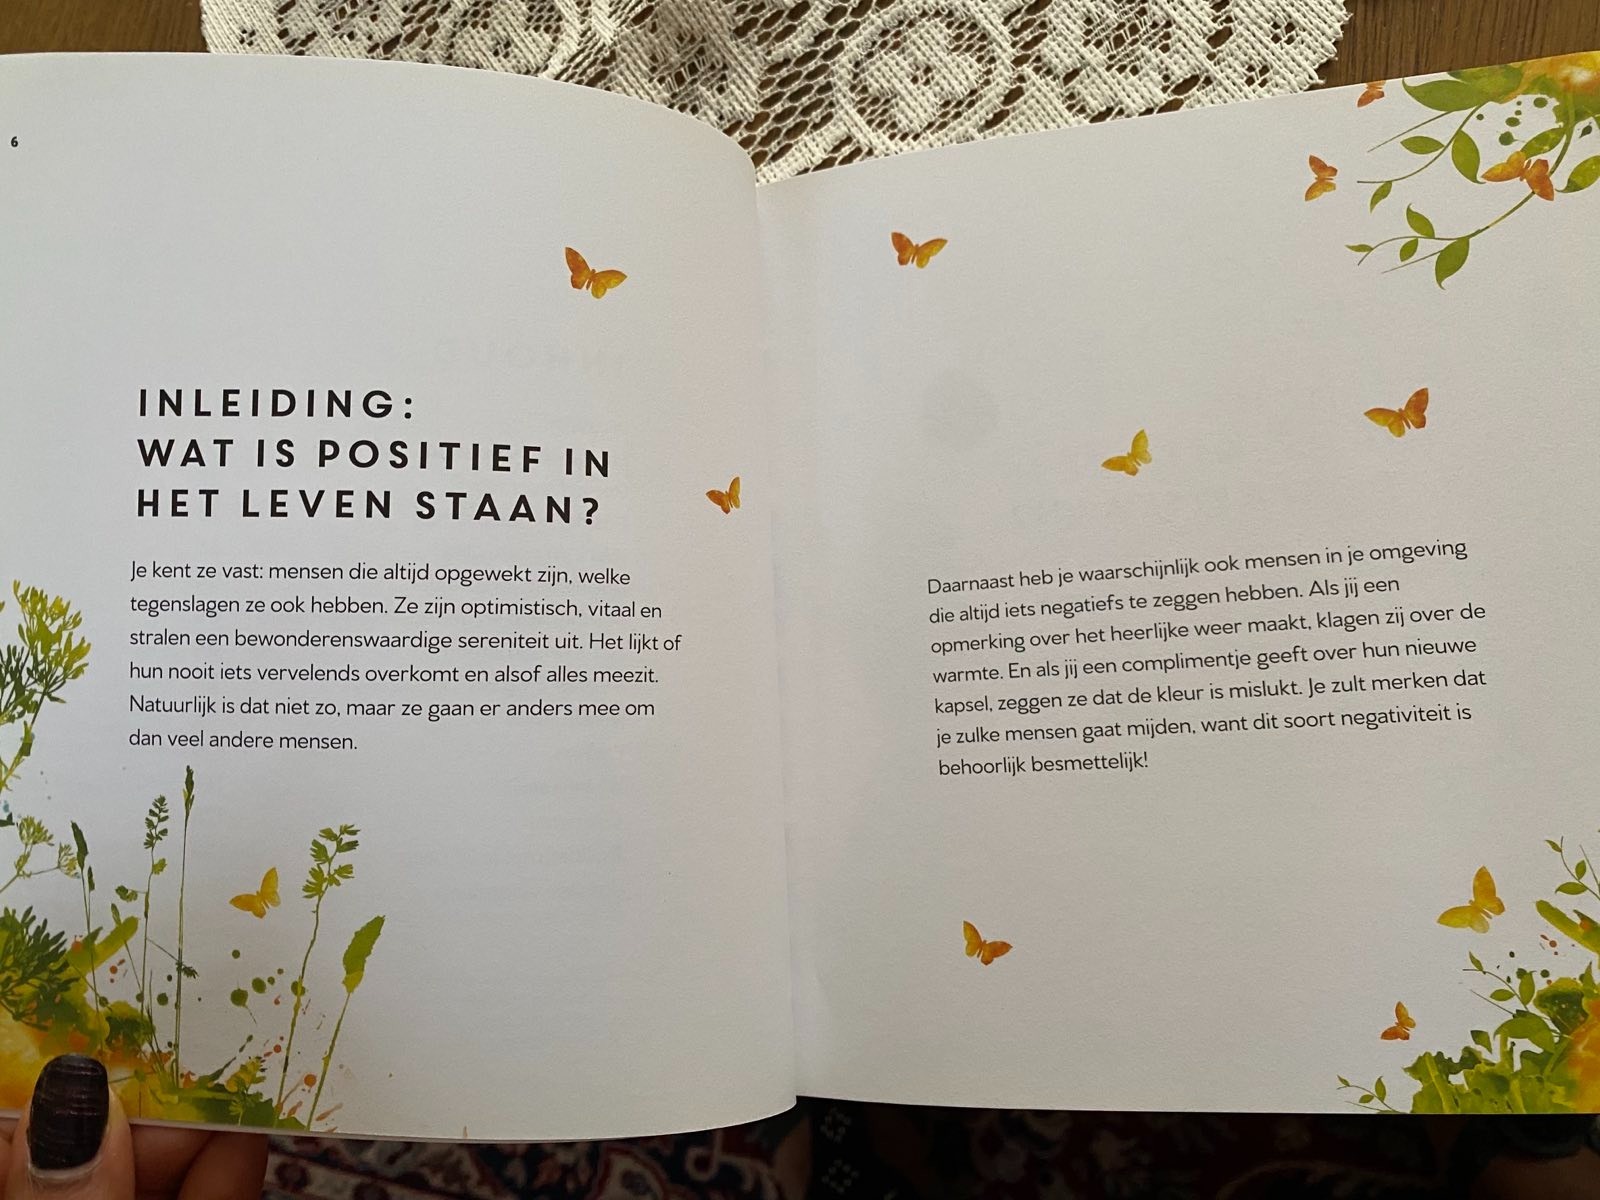 6
INLEIDING:
WAT IS POSITIEF IN
HET LEVEN STAAN?
Je kent ze vast: mensen die altijd opgewekt zijn, welke
tegenslagen ze ook hebben. Ze zijn optimistisch, vitaal en
stralen een bewonderenswaardige sereniteit uit. Het lijkt of
hun nooit iets vervelends overkomt en alsof alles meezit.
Natuurlijk is dat niet zo, maar ze gaan er anders mee om
dan veel andere mensen.
Daarnaast heb je waarschijnlijk ook mensen in je omgeving
die altijd iets negatiefs te zeggen hebben. Als jij een
opmerking over het heerlijke weer maakt, klagen zij over de
warmte. En als jij een complimentje geeft over hun nieuwe
kapsel, zeggen ze dat de kleur is mislukt. Je zult merken dat
je zulke mensen gaat mijden, want dit soort negativiteit is
behoorlijk besmettelijk!